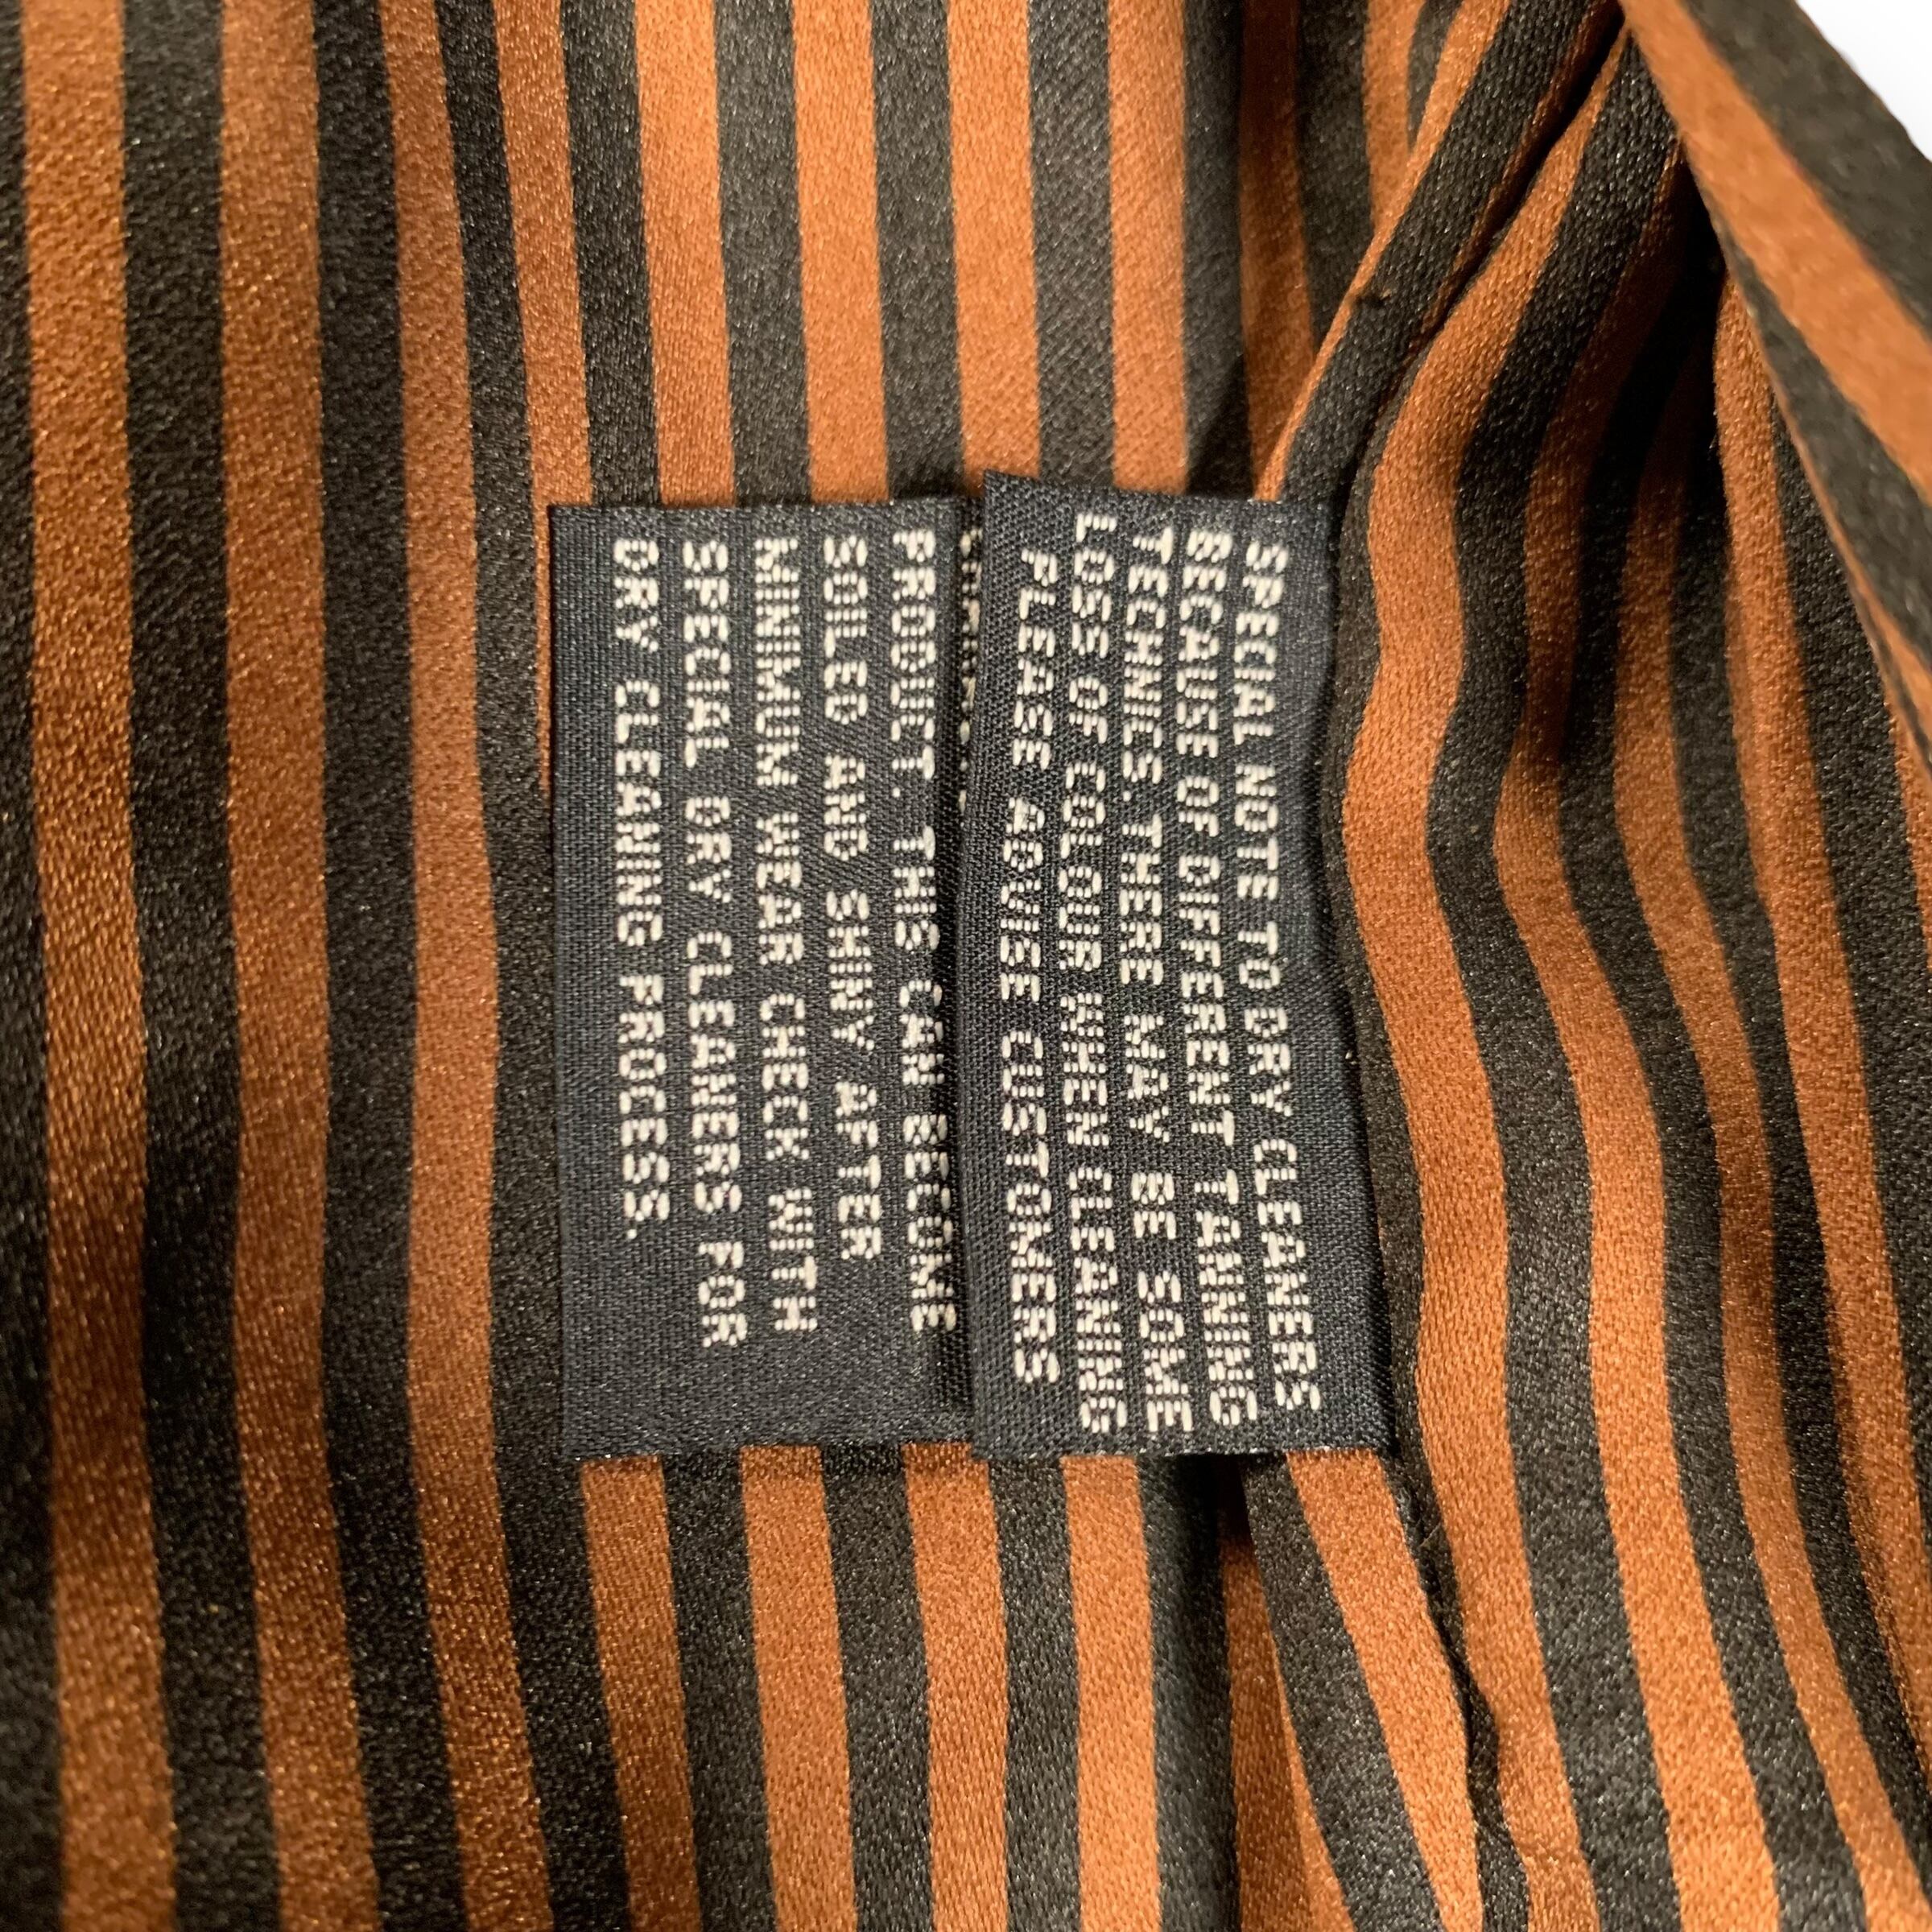 SPECIAL NOTE TO DRY CLEANERS
BECAUSE OF DIFFERENT TANNING
TECHNICS. THERE MAY BE SOME
LOSS OF COLOUR WHEN CLEANING
PLEASE ADVISE CUSTOMERS
PRODUCT. THIS CAN BECOME
SOILED AND SHINY AFTER
MINIMUM WEAR CHECK WITH
SPECIAL DRY CLEANERS FOR
DRY CLEANING PROCESS.